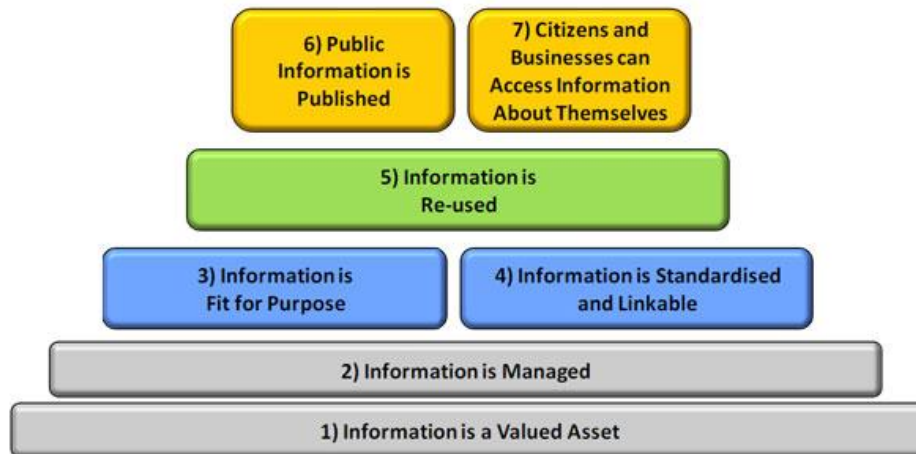 6) Public
Information is
Published
7) Citizens and
Businesses can
Access Information
About Themselves
5) Information is
Re-used
3) Information is
Fit for Purpose
4) Information is Standardised
and Linkable
2) Information is Managed
1) Information is a Valued Asset